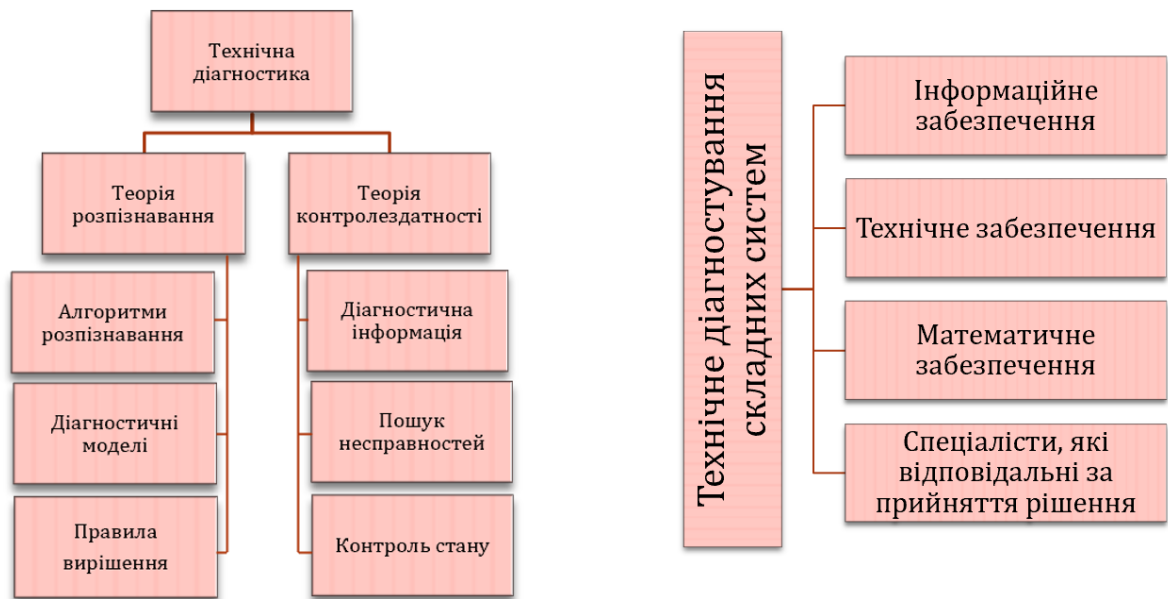 Технічна
діагностика
Теорія
розпізнавання
Теорія
контролездатності
Алгоритми
розпізнавання
Діагностична
інформація
Діагностичні
моделі
Пошук
несправностей
Правила
вирішення
Контроль стану
Технічне діагностування
складних систем
Інформаційне
забезпечення
Технічне забезпечення
Математичне
забезпечення
Спеціалісти, які
відповідальні за
прийняття рішення